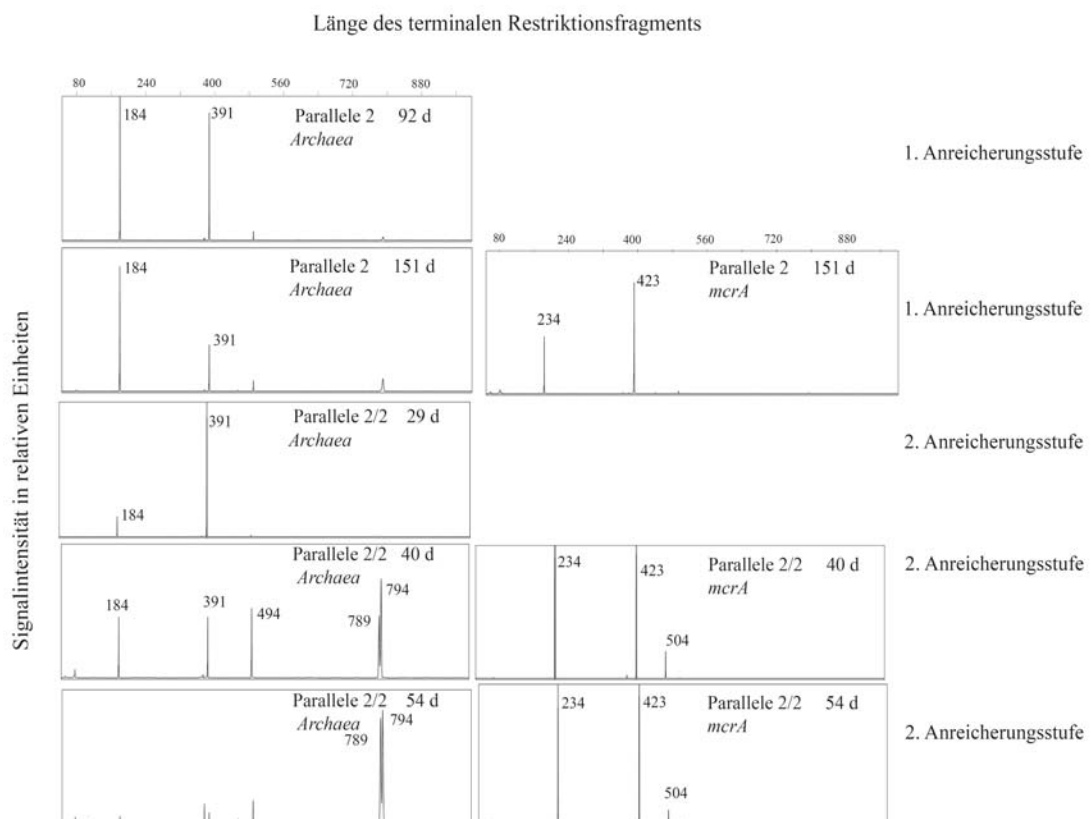 Länge des terminalen Restriktionsfragments
80 240 400 560 720 880
184 391 Parallele 2 92 d
Archaea
1. Anreicherungsstufe
80 240 400 560 720 880
184 Parallele 2 151 d
Archaea
391
Parallele 2 151 d
mcrA
423
234
1. Anreicherungsstufe
Signalintensität in relativen Einheiten
391 Parallele 2/2 29 d
Archaea
184
2. Anreicherungsstufe
Parallele 2/2 40 d
Archaea
184 391 494 789 794
234 423 Parallele 2/2 40 d
mcrA
504
2. Anreicherungsstufe
Parallele 2/2 54 d
Archaea
789 794
234 423 Parallele 2/2 54 d
mcrA
504
2. Anreicherungsstufe